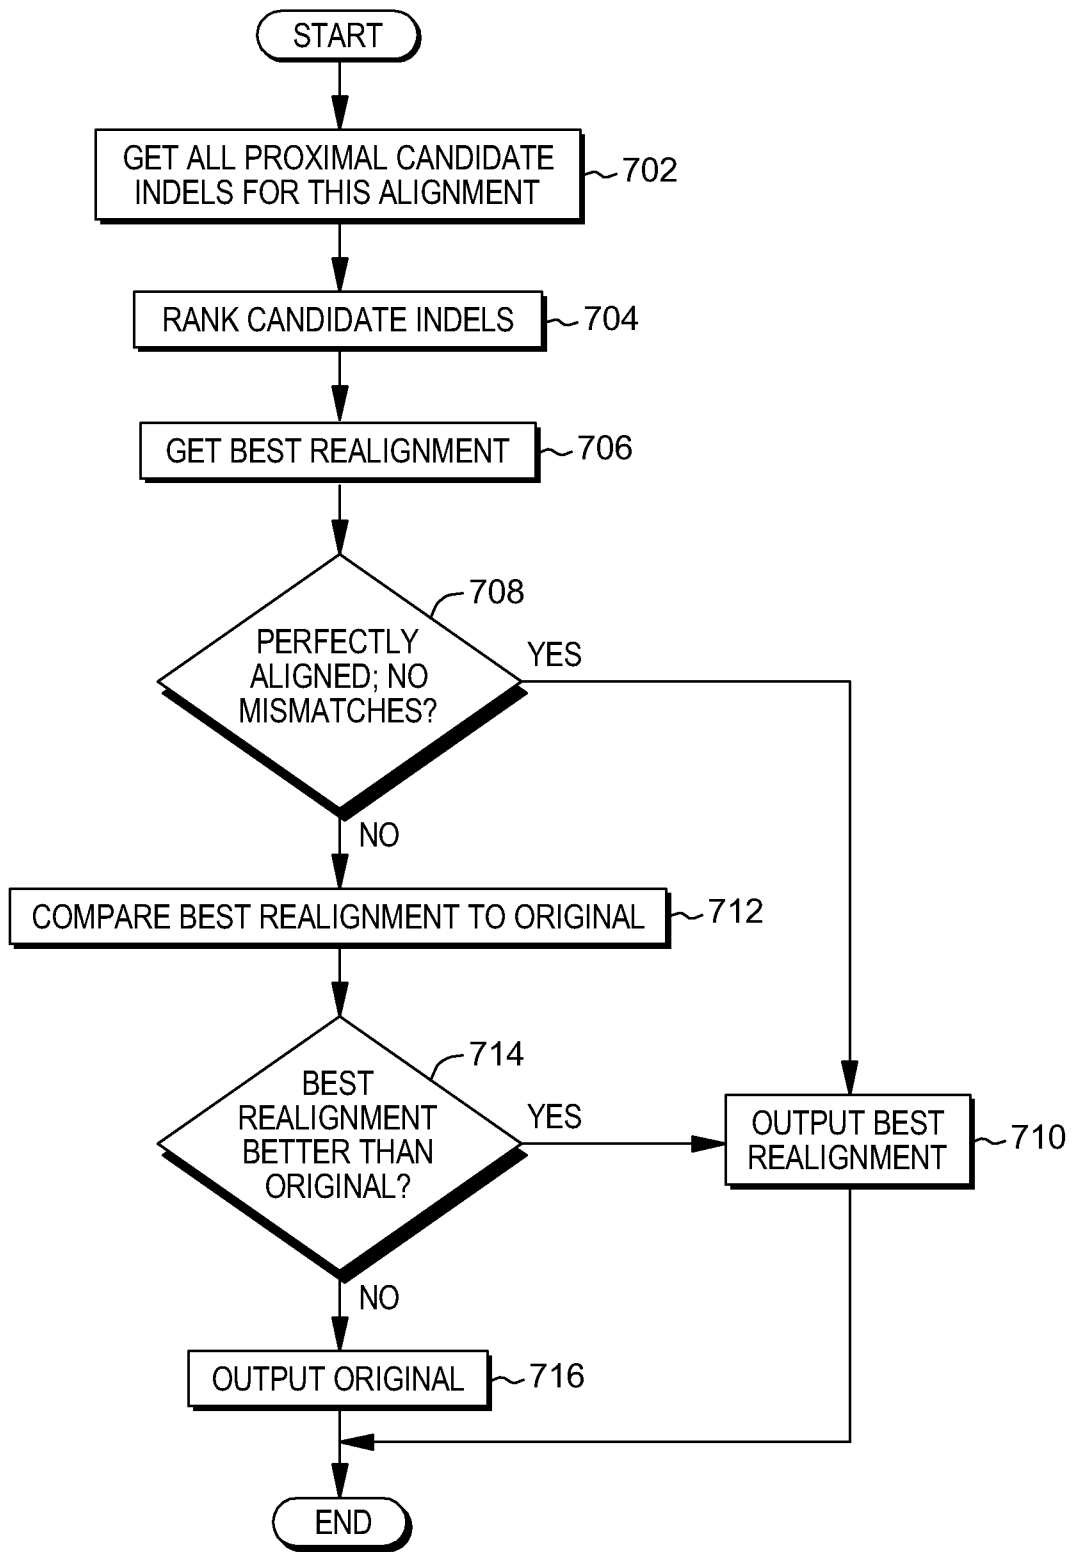 START
GET ALL PROXIMAL CANDIDATE
INDELS FOR THIS ALIGNMENT
702
RANK CANDIDATE INDELS
704
GET BEST REALIGNMENT
706
708
PERFECTLY
ALIGNED; NO
MISMATCHES?
YES
NO
COMPARE BEST REALIGNMENT TO ORIGINAL
712
714
BEST
REALIGNMENT
BETTER THAN
ORIGINAL?
YES
OUTPUT BEST
REALIGNMENT
710
NO
OUTPUT ORIGINAL
716
END